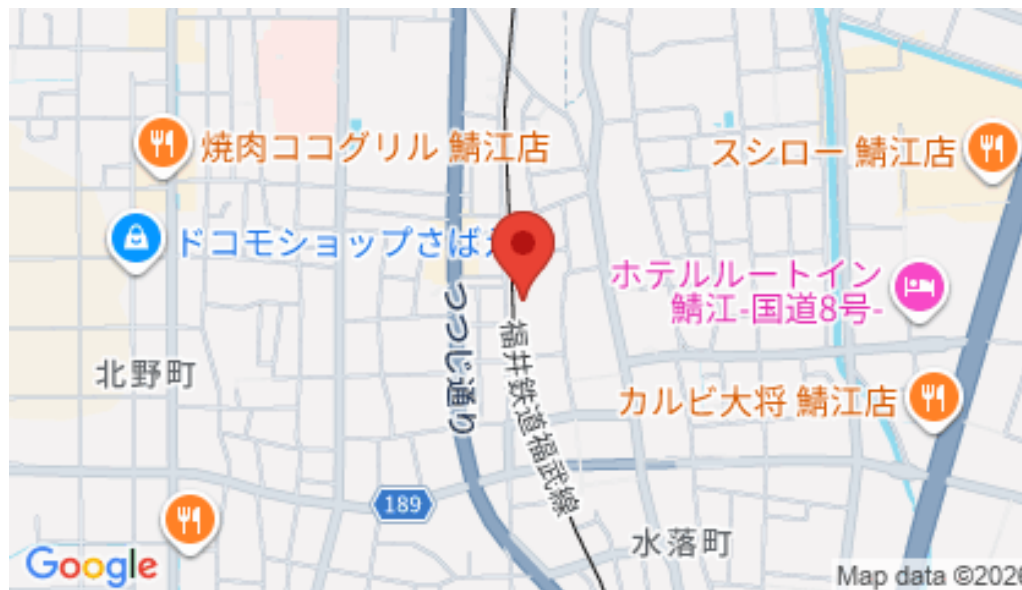 焼肉ココグリル 鯖江店
スシロー 鯖江店
ドコモショップさばえ
ホテルルートイン
鯖江-国道8号-
つつじ通り
福井鉄道福武線
北野町
カルビ大将 鯖江店
189
水落町
Google
Map data ©2026